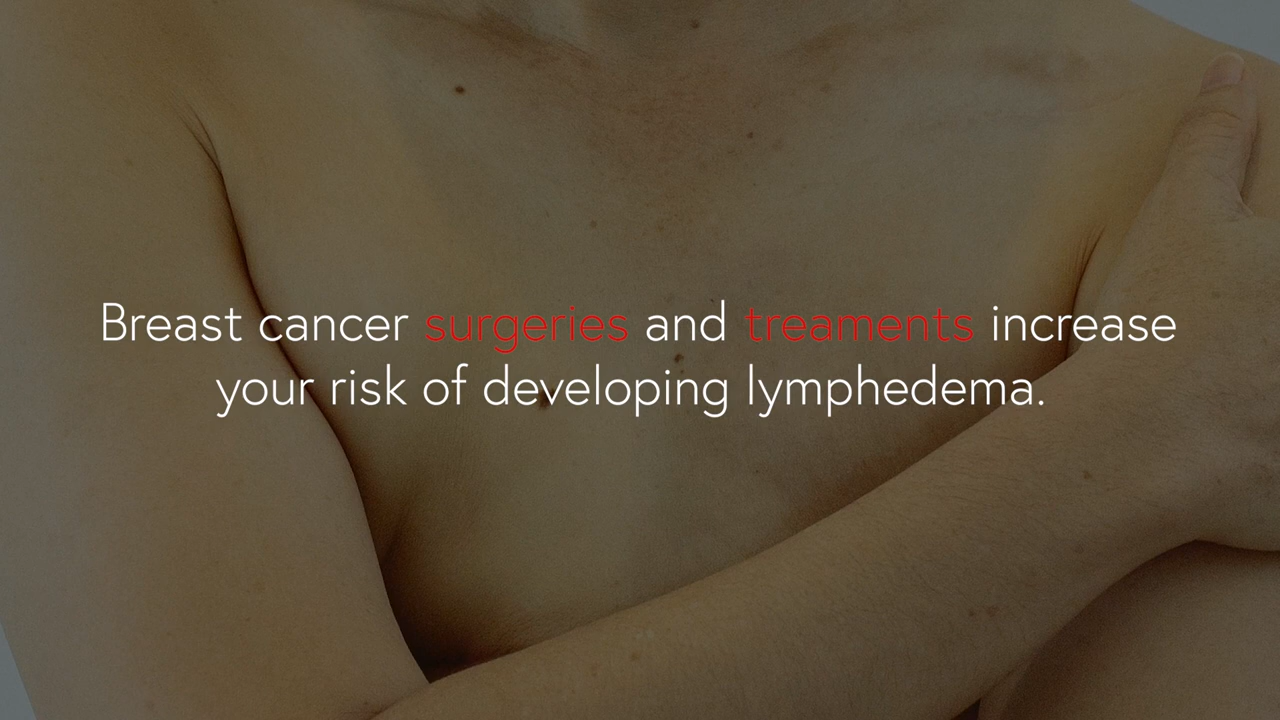 Breast cancer surgeries and treaments increase
your risk of developing lymphedema.